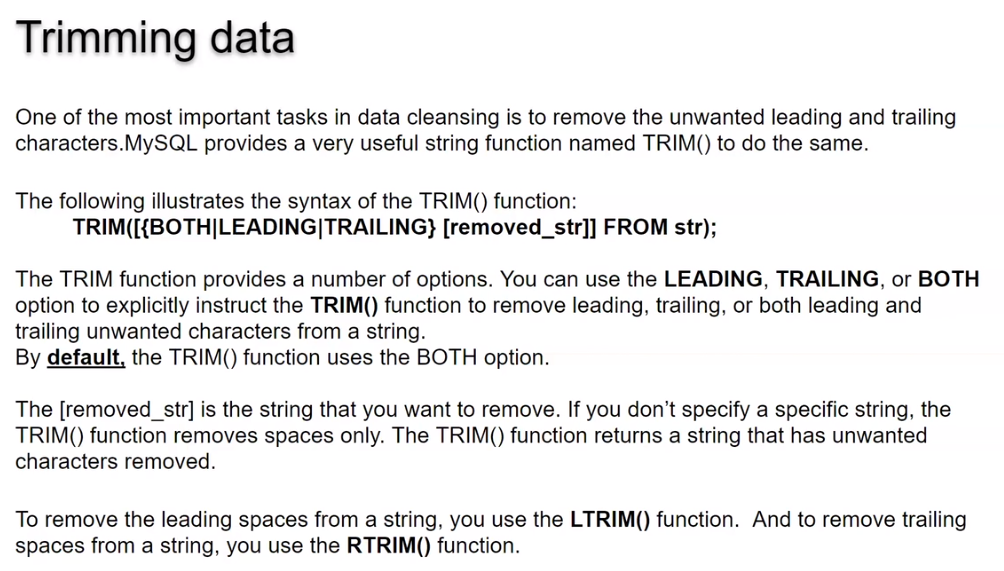 Trimming data
One of the most important tasks in data cleansing is to remove the unwanted leading and trailing
characters.MySQL provides a very useful string function named TRIM() to do the same.
The following illustrates the syntax of the TRIM() function:
TRIM([{BOTH|LEADING|TRAILING} [removed_str]] FROM str);
The TRIM function provides a number of options. You can use the LEADING, TRAILING, or BOTH
option to explicitly instruct the TRIM() function to remove leading, trailing, or both leading and
trailing unwanted characters from a string.
By default, the TRIM() function uses the BOTH option.
The [removed_str] is the string that you want to remove. If you don’t specify a specific string, the
TRIM() function removes spaces only. The TRIM() function returns a string that has unwanted
characters removed.
To remove the leading spaces from a string, you use the LTRIM() function.  And to remove trailing
spaces from a string, you use the RTRIM() function.